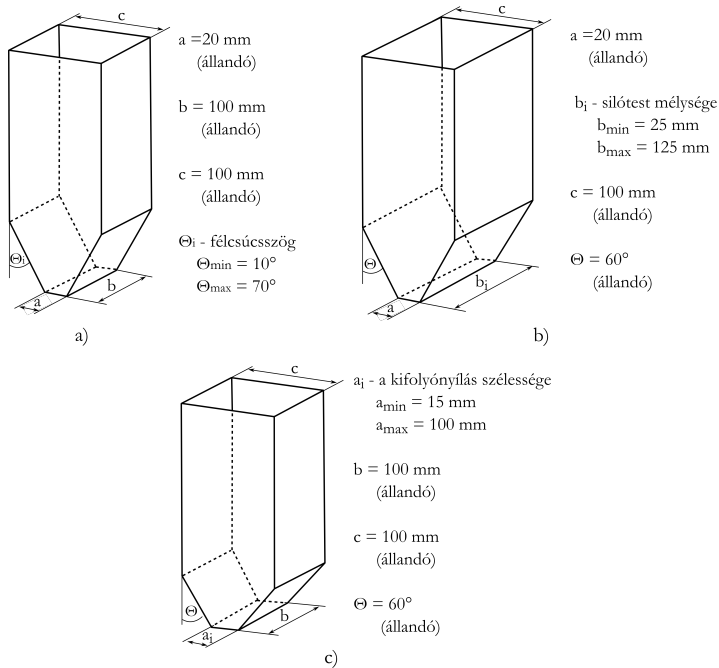 c
a =20 mm
(állandó)
b = 100 mm
(állandó)
c = 100 mm
(állandó)
Θi - félcsúcsszög
Θmin = 10°
Θmax = 70°
Θi
a
b
a)
c
a =20 mm
(állandó)
bi - silótest mélysége
bmin = 25 mm
bmax = 125 mm
c = 100 mm
(állandó)
Θ = 60°
(állandó)
Θ
a
bi
b)
c
ai - a kifolyónyílás szélessége
amin = 15 mm
amax = 100 mm
b = 100 mm
(állandó)
c = 100 mm
(állandó)
Θ = 60°
(állandó)
Θ
ai
b
c)